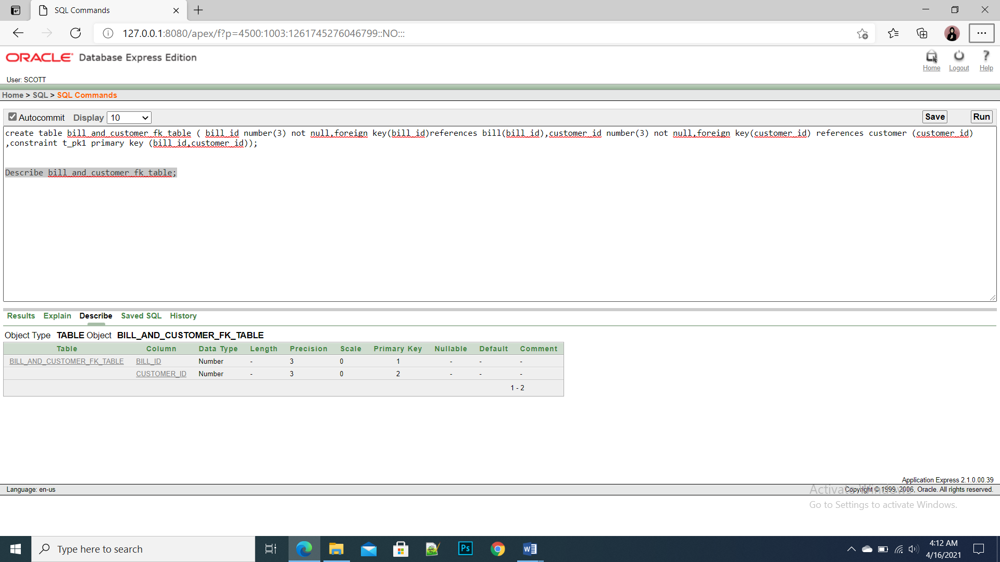 SQL Commands
127.0.0.1:8080/apex/f?p=4500:1003:1261745276046799::NO:::
ORACLE Database Express Edition
Home Logout Help
User: SCOTT
Home > SQL > SQL Commands
Autocommit Display 10 Save Run
create table bill_and_customer_fk_table ( bill_id number(3) not null,foreign key(bill_id)references bill(bill_id),customer_id number(3) not null,foreign key(customer_id) references customer (customer_id)
,constraint t_pk1 primary key (bill_id,customer_id));
Describe bill_and_customer_fk_table;
Results Explain Describe Saved SQL History
Object Type TABLE Object BILL_AND_CUSTOMER_FK_TABLE
Table Column Data Type Length Precision Scale Primary Key Nullable Default Comment
BILL_AND_CUSTOMER_FK_TABLE BILL_ID Number - 3 0 1 - - -
CUSTOMER_ID Number - 3 0 2 - - -
1 - 2
Application Express 2.1.0.00.39
Language: en-us Copyright © 1999, 2006, Oracle. All rights reserved.
Activate Windows
Go to Settings to activate Windows.
Type here to search
Ps
W
4:12 AM
4/16/2021